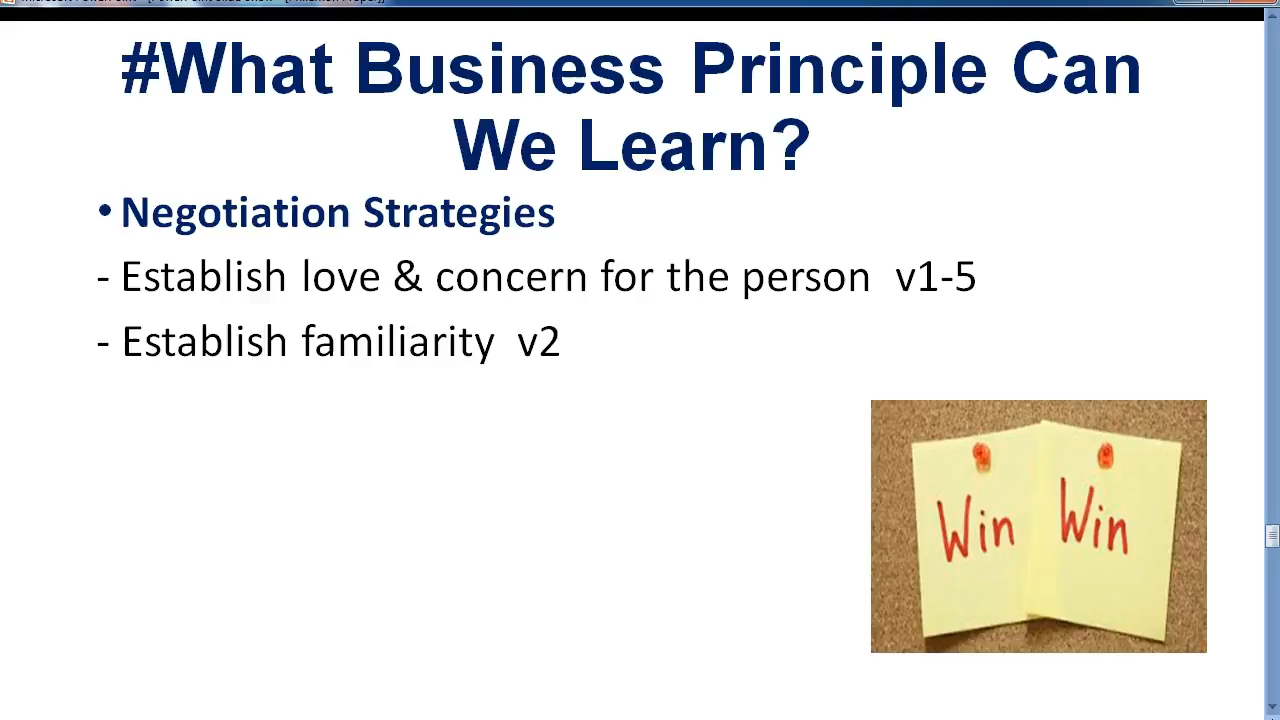 #What Business Principle Can
We Learn?
• Negotiation Strategies
- Establish love & concern for the person v1-5
- Establish familiarity v2
Win Win